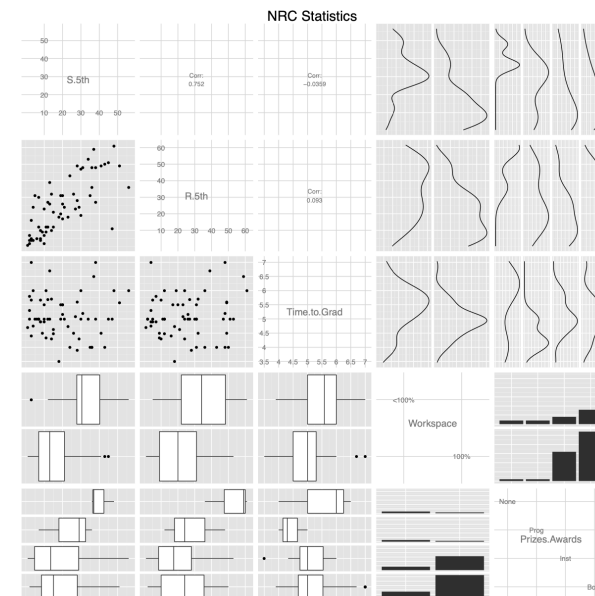 NRC Statistics
50
40
30
20
10
S.5th
10 20 30 40 50
Corr:
0.752
Corr:
-0.0359
60
50
40
30
20
10
R.5th
10 20 30 40 50 60
Corr:
0.093
7
6.5
6
5.5
5
4.5
4
3.5
Time.to.Grad
3.5 4 4.5 5 5.5 6 6.5 7
<100%
Workspace
100%
None
Prog
Prizes.Awards
Inst